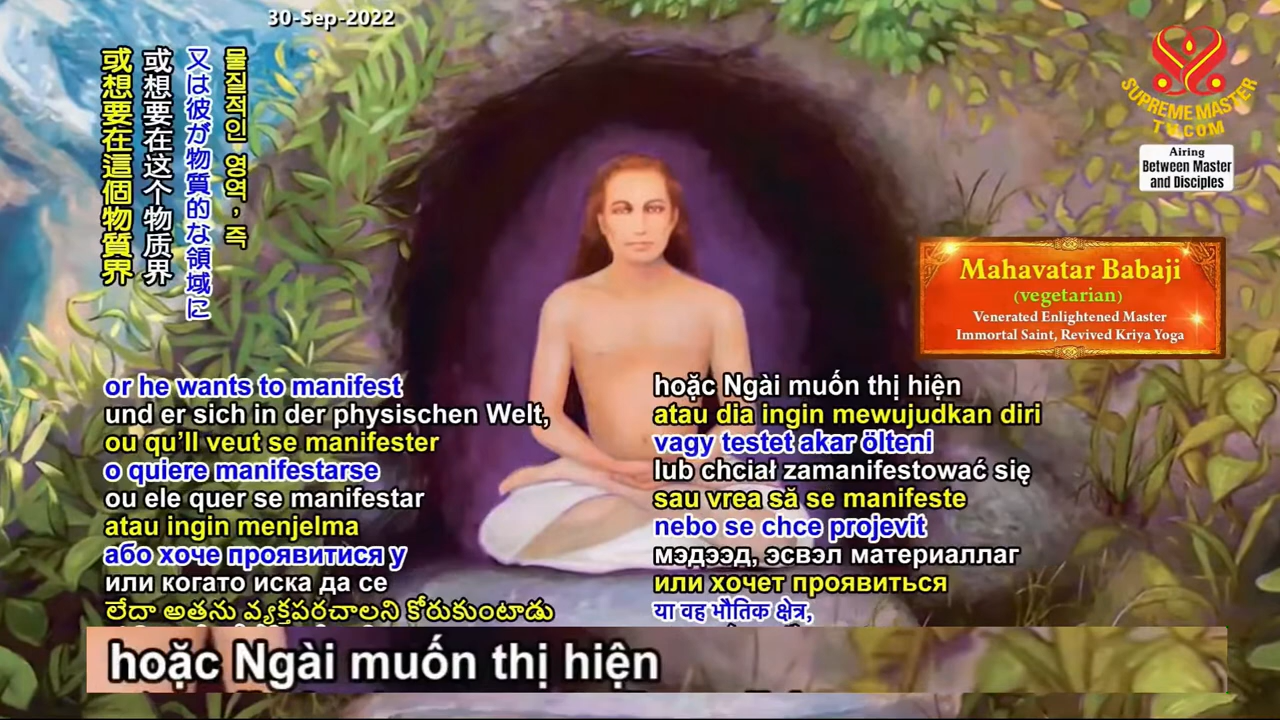 30-Sep-2022
SUPREME MASTER
TV.COM
Airing
Between Master
and Disciples
물질적인 영역, 즉
又は彼が物質的な領域に
或想要在这个物质界
或想要在這個物質界
Mahavatar Babaji
(vegetarian)
Venerated Enlightened Master
Immortal Saint, Revived Kriya Yoga
or he wants to manifest
und er sich in der physischen Welt,
ou qu’ll veut se manifester
o quiere manifestarse
ou ele quer se manifestar
atau ingin menjelma
або хоче проявитися у
или когато иска да се
లేదా అతను వ్యక్తపరచాలని కోరుకుంటాడు
hoặc Ngài muốn thị hiện
atau dia ingin mewujudkan diri
vagy testet akar ölteni
lub chciał zamanifestować się
sau vrea să se manifeste
nebo se chce projevit
мэдээд, эсвэл материаллаг
или хочет проявиться
या वह भौतिक क्षेत्र,
hoặc Ngài muốn thị hiện